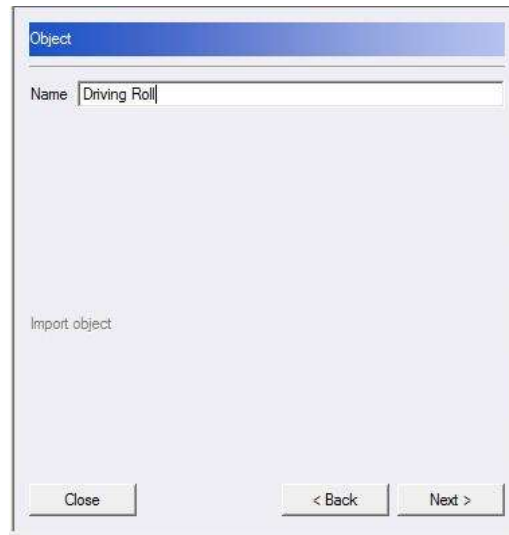 Object
Name Driving Roll
Import object
Close < Back Next >